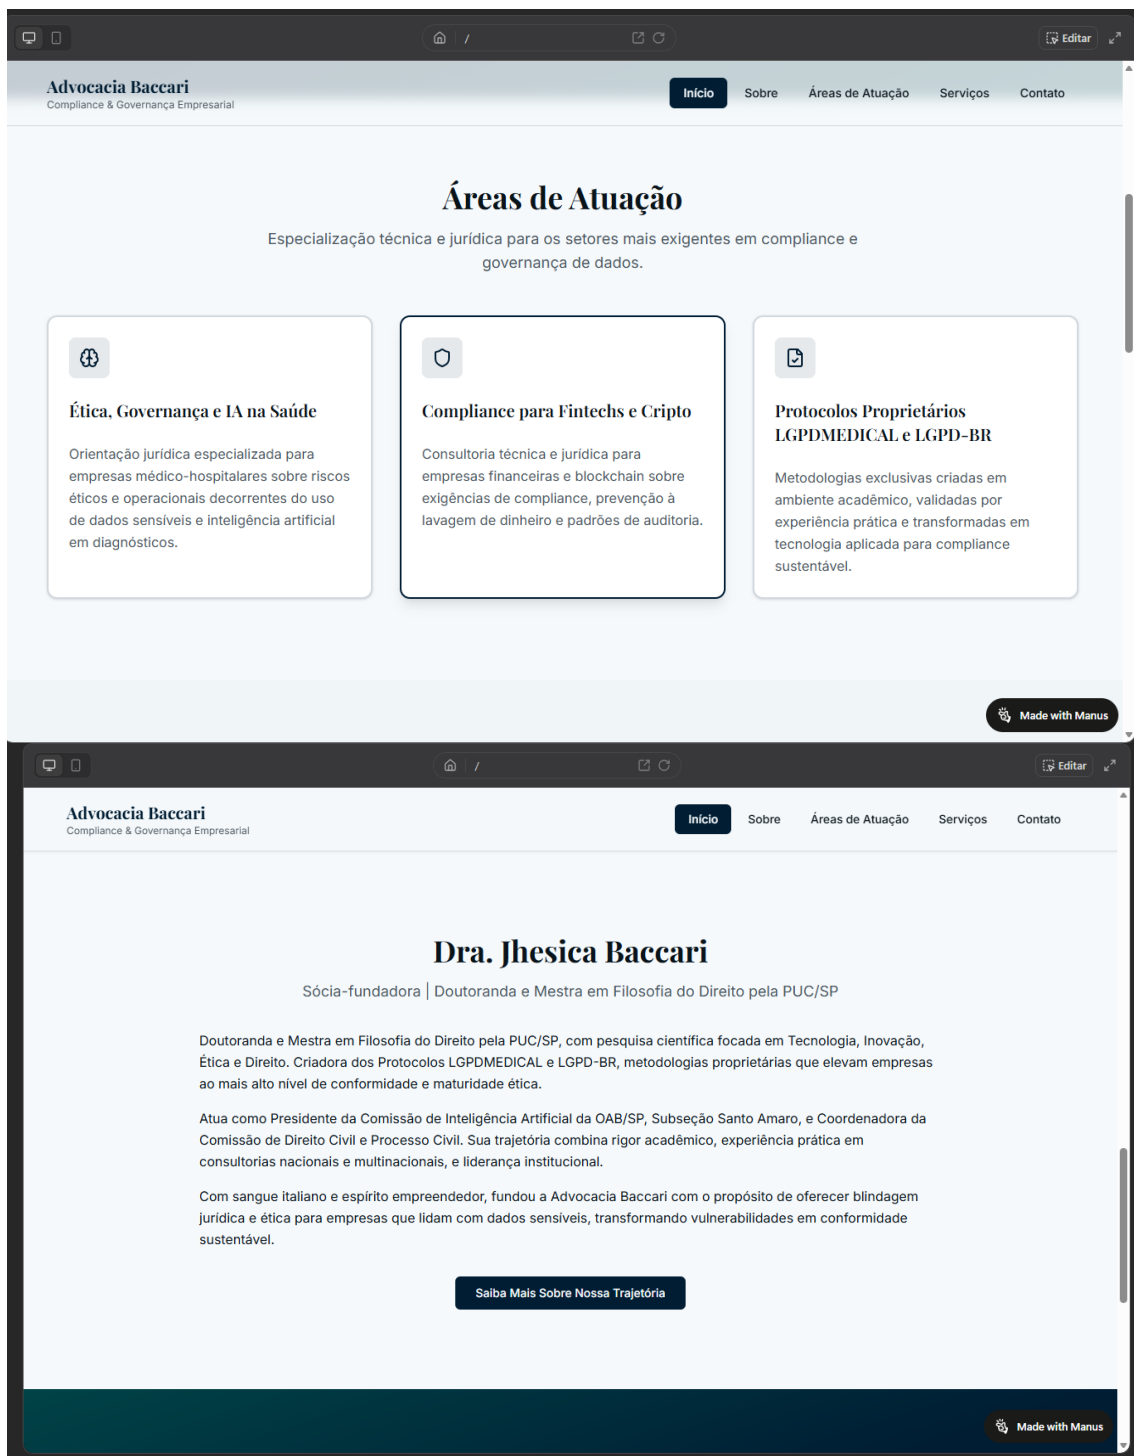 /
Editar
Advocacia Baccari
Compliance & Governança Empresarial
Início
Sobre
Áreas de Atuação
Serviços
Contato
Áreas de Atuação
Especialização técnica e jurídica para os setores mais exigentes em compliance e
governança de dados.
Ética, Governança e IA na Saúde
Orientação jurídica especializada para
empresas médico-hospitalares sobre riscos
éticos e operacionais decorrentes do uso
de dados sensíveis e inteligência artificial
em diagnósticos.
Compliance para Fintechs e Cripto
Consultoria técnica e jurídica para
empresas financeiras e blockchain sobre
exigências de compliance, prevenção à
lavagem de dinheiro e padrões de auditoria.
Protocolos Proprietários
LGPDMEDICAL e LGPD-BR
Metodologias exclusivas criadas em
ambiente acadêmico, validadas por
experiência prática e transformadas em
tecnologia aplicada para compliance
sustentável.
Made with Manus
/
Editar
Advocacia Baccari
Compliance & Governança Empresarial
Início
Sobre
Áreas de Atuação
Serviços
Contato
Dra. Jhesica Baccari
Sócia-fundadora | Doutoranda e Mestra em Filosofia do Direito pela PUC/SP
Doutoranda e Mestra em Filosofia do Direito pela PUC/SP, com pesquisa científica focada em Tecnologia, Inovação,
Ética e Direito. Criadora dos Protocolos LGPDMEDICAL e LGPD-BR, metodologias proprietárias que elevam empresas
ao mais alto nível de conformidade e maturidade ética.
Atua como Presidente da Comissão de Inteligência Artificial da OAB/SP, Subseção Santo Amaro, e Coordenadora da
Comissão de Direito Civil e Processo Civil. Sua trajetória combina rigor acadêmico, experiência prática em
consultorias nacionais e multinacionais, e liderança institucional.
Com sangue italiano e espírito empreendedor, fundou a Advocacia Baccari com o propósito de oferecer blindagem
jurídica e ética para empresas que lidam com dados sensíveis, transformando vulnerabilidades em conformidade
sustentável.
Saiba Mais Sobre Nossa Trajetória
Made with Manus